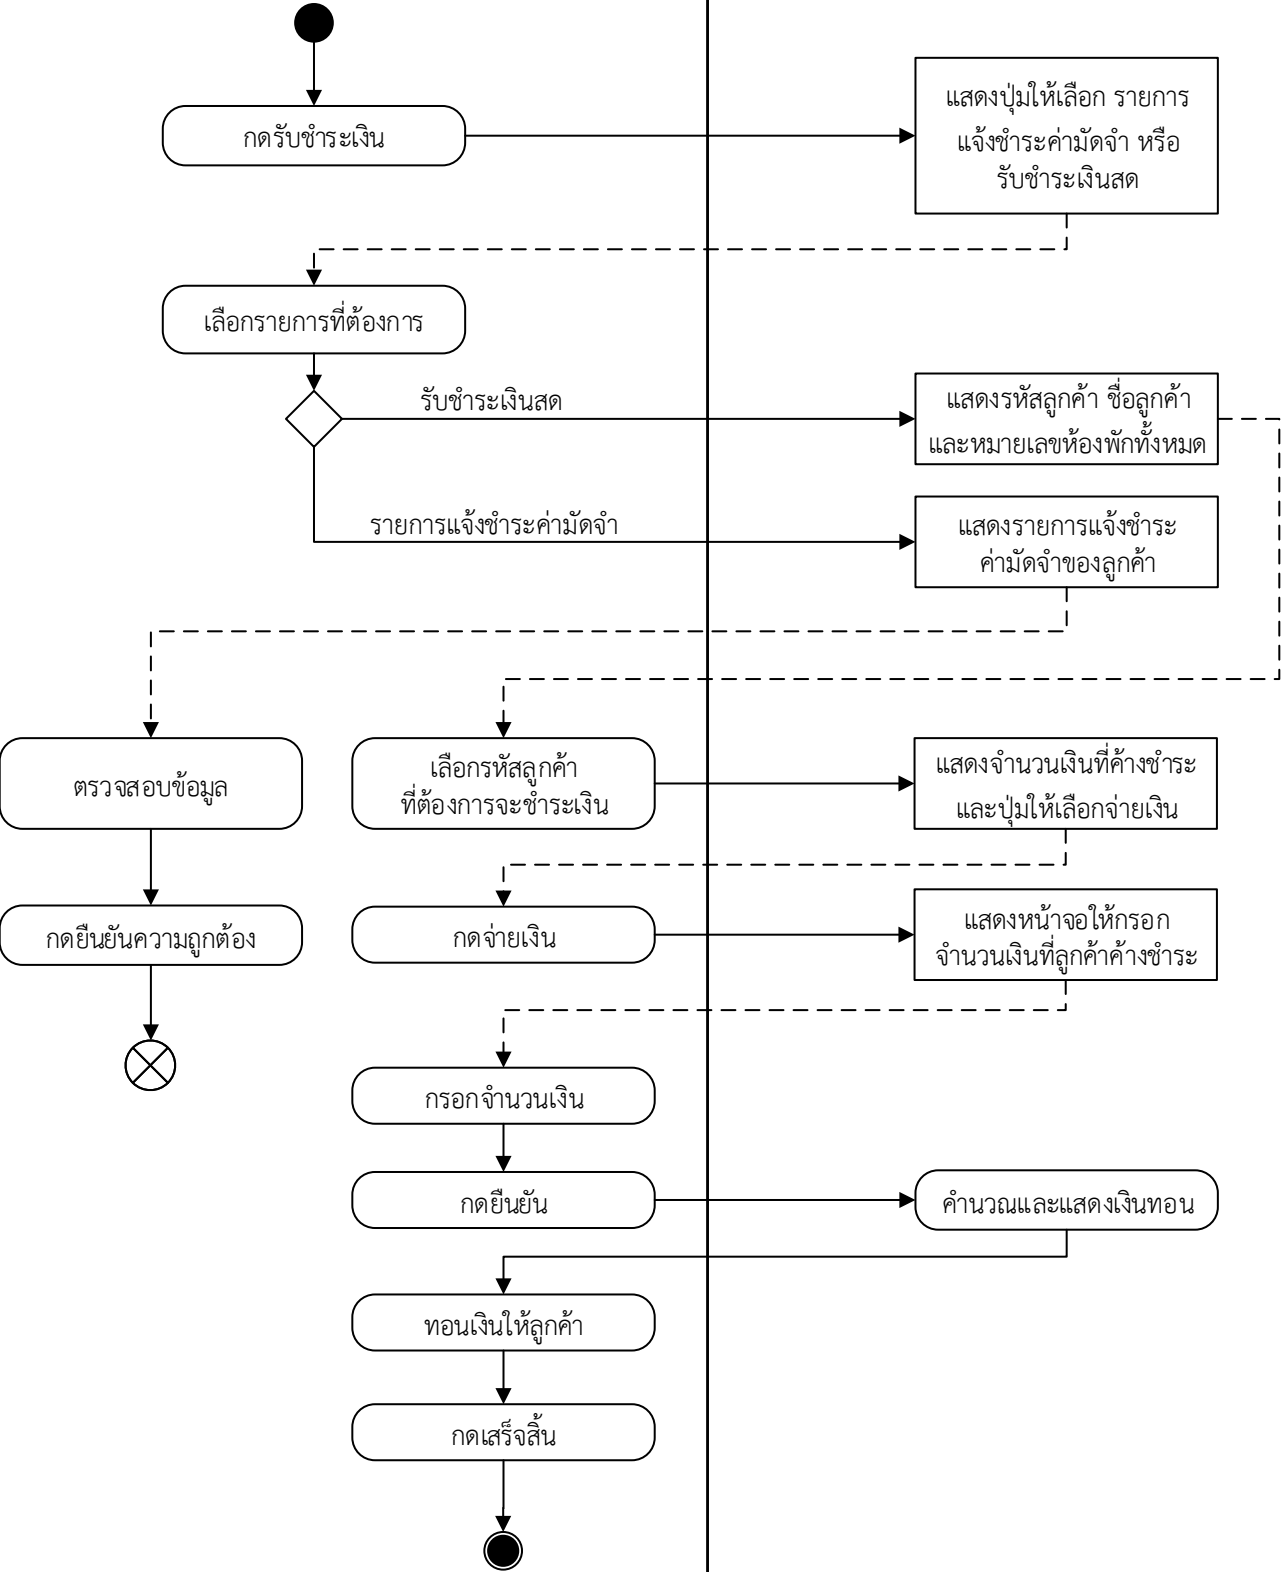 กดรับชำระเงิน
แสดงปุ่มให้เลือก รายการ
แจ้งชำระค่ามัดจำ หรือ
รับชำระเงินสด
เลือกรายการที่ต้องการ
รับชำระเงินสด
แสดงรหัสลูกค้า ชื่อลูกค้า
และหมายเลขห้องพักทั้งหมด
รายการแจ้งชำระค่ามัดจำ
แสดงรายการแจ้งชำระ
ค่ามัดจำของลูกค้า
ตรวจสอบข้อมูล
เลือกรหัสลูกค้า
ที่ต้องการจะชำระเงิน
แสดงจำนวนเงินที่ค้างชำระ
และปุ่มให้เลือกจ่ายเงิน
กดยืนยันความถูกต้อง
กดจ่ายเงิน
แสดงหน้าจอให้กรอก
จำนวนเงินที่ลูกค้าค้างชำระ
กรอกจำนวนเงิน
กดยืนยัน
คำนวณและแสดงเงินทอน
ทอนเงินให้ลูกค้า
กดเสร็จสิ้น